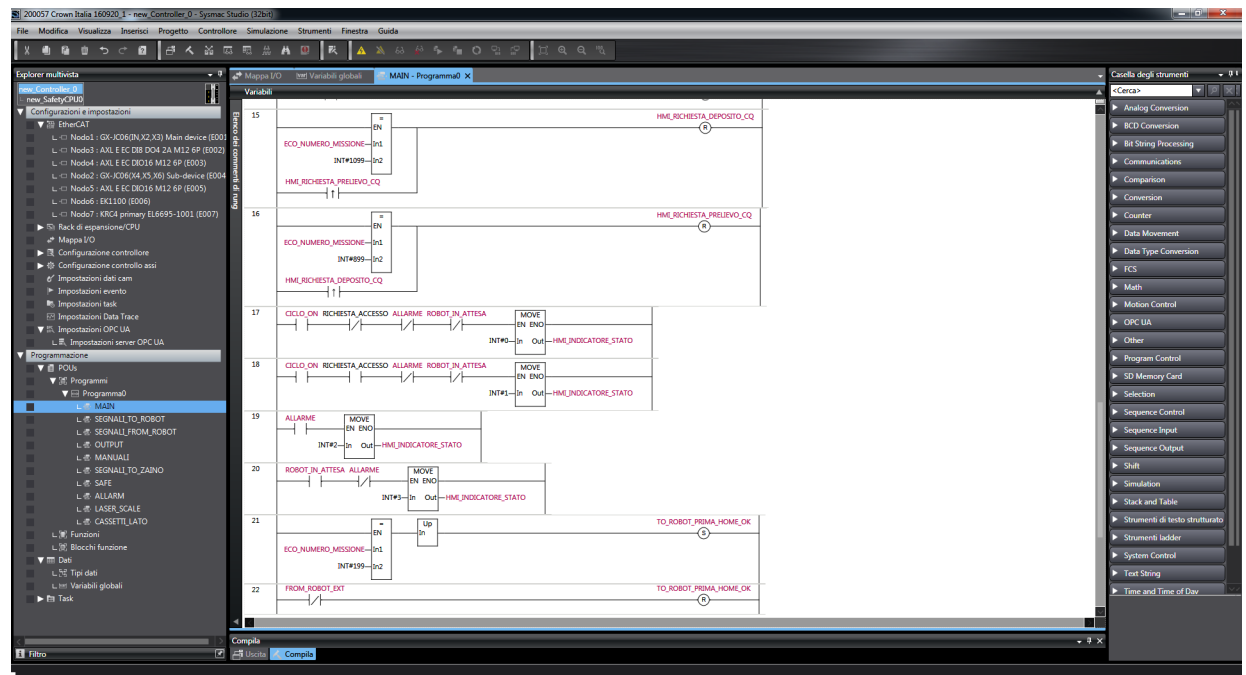 200057 Crown Italia 160920_1 - new_Controller_0 - Sysmac Studio (32bit)
File Modifica Visualizza Inserisci Progetto Controllore Simulazione Strumenti Finestra Guida
Explorer multivista
new_Controller_0
new_SafetyCPU0
Configurazioni e impostazioni
EtherCAT
Nodo1 : GX-JC06(IN,X2,X3) Main device (E001
Nodo3 : AXL E EC DI8 DO4 2A M12 6P (E002)
Nodo4 : AXL E EC DIO16 M12 6P (E003)
Nodo2 : GX-JC06(X4,X5,X6) Sub-device (E004
Nodo5 : AXL E EC DIO16 M12 6P (E005)
Nodo6 : EK1100 (E006)
Nodo7 : KRC4 primary EL6695-1001 (E007)
Rack di espansione/CPU
Mappa I/O
Configurazione controllore
Configurazione controllo assi
Impostazioni dati cam
Impostazioni evento
Impostazioni task
Impostazioni Data Trace
Impostazioni OPC UA
Impostazioni server OPC UA
Programmazione
POUs
Programmi
Programma0
MAIN
SEGNALI_TO_ROBOT
SEGNALI_FROM_ROBOT
OUTPUT
MANUALI
SEGNALI_TO_ZAINO
SAFE
ALLARM
LASER_SCALE
CASSETTI_LATO
Funzioni
Blocchi funzione
Dati
Tipi dati
Variabili globali
Task
Filtro
Mappa I/O Variabili globali MAIN - Programma0 X
Variabili
Elenco dei commenti di rung
15 = HMI_RICHIESTA_DEPOSITO_CQ
EN R
ECO_NUMERO_MISSIONE In1
INT#1099 In2
HMI_RICHIESTA_PRELIEVO_CQ
16 = HMI_RICHIESTA_PRELIEVO_CQ
EN R
ECO_NUMERO_MISSIONE In1
INT#899 In2
HMI_RICHIESTA_DEPOSITO_CQ
17 CICLO_ON RICHIESTA_ACCESSO ALLARME ROBOT_IN_ATTESA MOVE
EN ENO
INT#0 In Out HMI_INDICATORE_STATO
18 CICLO_ON RICHIESTA_ACCESSO ALLARME ROBOT_IN_ATTESA MOVE
EN ENO
INT#1 In Out HMI_INDICATORE_STATO
19 ALLARME MOVE
EN ENO
INT#2 In Out HMI_INDICATORE_STATO
20 ROBOT_IN_ATTESA ALLARME MOVE
EN ENO
INT#3 In Out HMI_INDICATORE_STATO
21 = Up TO_ROBOT_PRIMA_HOME_OK
EN In S
ECO_NUMERO_MISSIONE In1
INT#199 In2
22 FROM_ROBOT_EXT TO_ROBOT_PRIMA_HOME_OK
R
Compila
Uscita Compila
Casella degli strumenti
<Cerca>
Analog Conversion
BCD Conversion
Bit String Processing
Communications
Comparison
Conversion
Counter
Data Movement
Data Type Conversion
FCS
Math
Motion Control
OPC UA
Other
Program Control
SD Memory Card
Selection
Sequence Control
Sequence Input
Sequence Output
Shift
Simulation
Stack and Table
Strumenti di testo strutturato
Strumenti ladder
System Control
Text String
Time and Time of Day